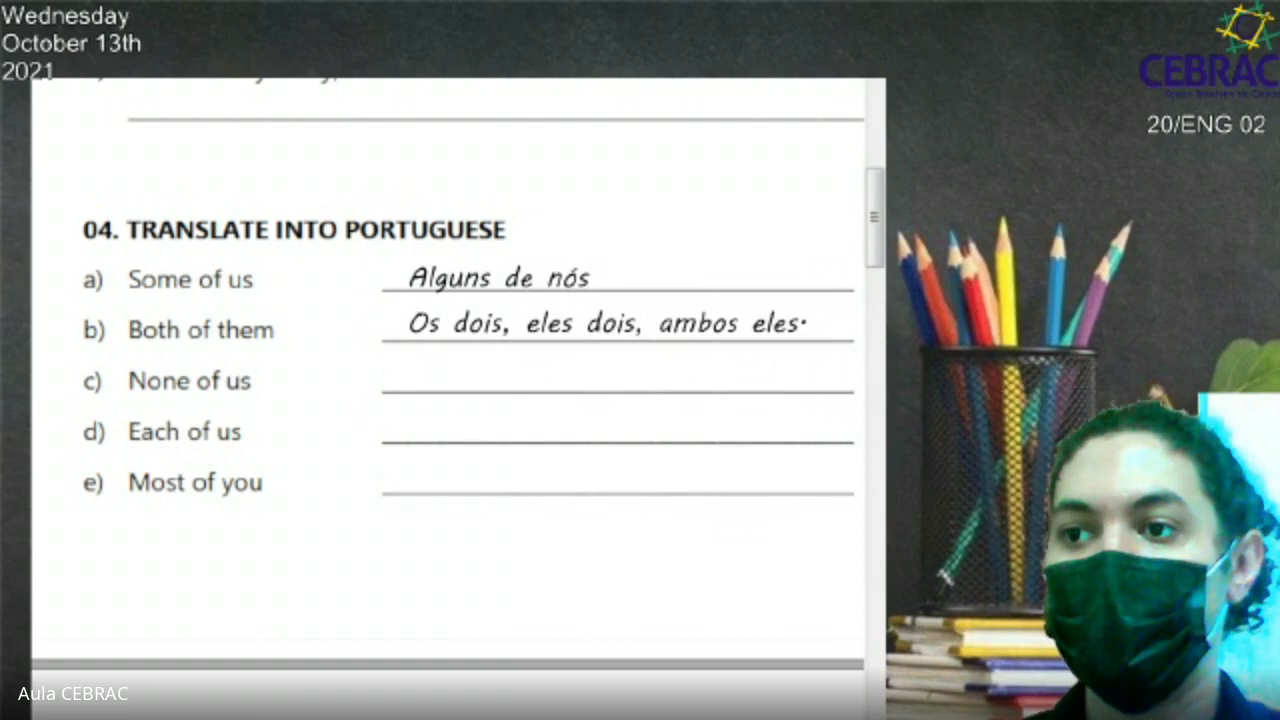 Wednesday
October 13th
2021
CEBRAC
20/ENG 02
04. TRANSLATE INTO PORTUGUESE
a) Some of us Alguns de nós
b) Both of them Os dois, eles dois, ambos eles.
c) None of us
d) Each of us
e) Most of you
Aula CEBRAC